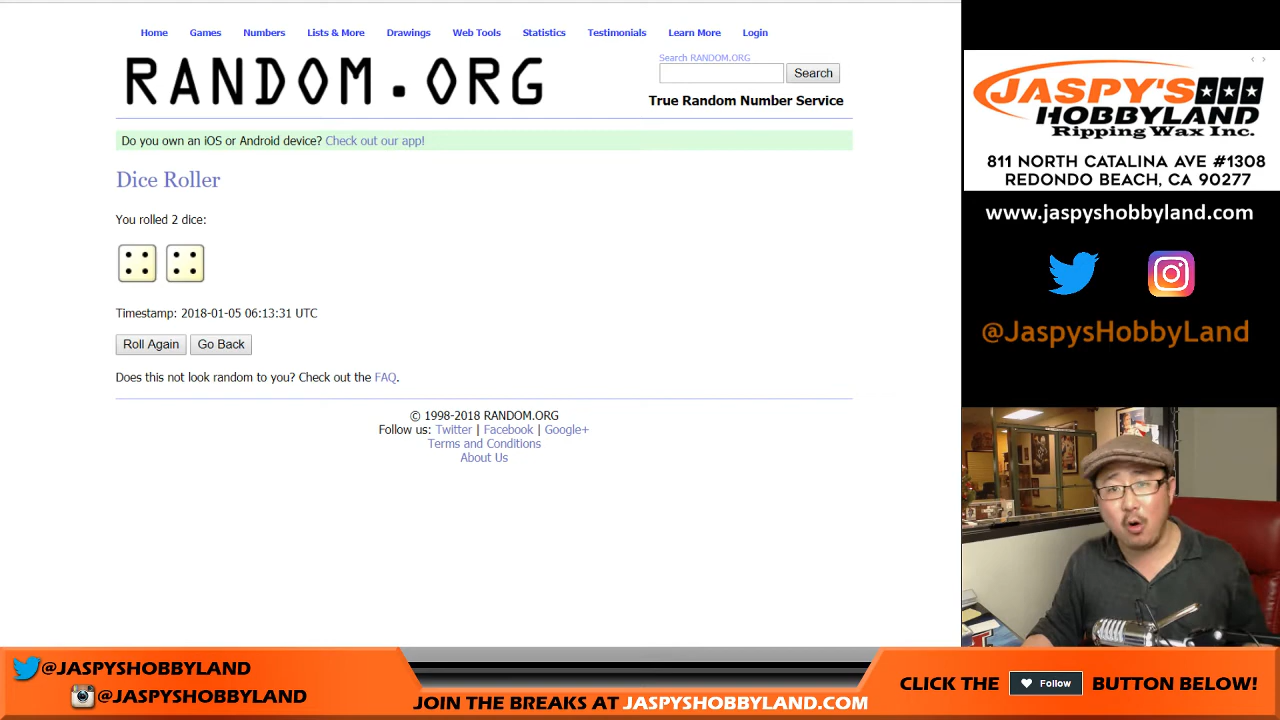 Home Games Numbers Lists & More Drawings Web Tools Statistics Testimonials Learn More Login
RANDOM.ORG
Search RANDOM.ORG
Search
True Random Number Service
Do you own an iOS or Android device? Check out our app!
Dice Roller
You rolled 2 dice:
Timestamp: 2018-01-05 06:13:31 UTC
Roll Again Go Back
Does this not look random to you? Check out the FAQ.
© 1998-2018 RANDOM.ORG
Follow us: Twitter | Facebook | Google+
Terms and Conditions
About Us
JASPY'S
HOBBYLAND
Ripping Wax Inc.
811 NORTH CATALINA AVE #1308
REDONDO BEACH, CA 90277
www.jaspyshobbyland.com
@JaspysHobbyLand
@JASPYSHOBBYLAND
@JASPYSHOBBYLAND
JOIN THE BREAKS AT JASPYSHOBBYLAND.COM
CLICK THE Follow BUTTON BELOW!